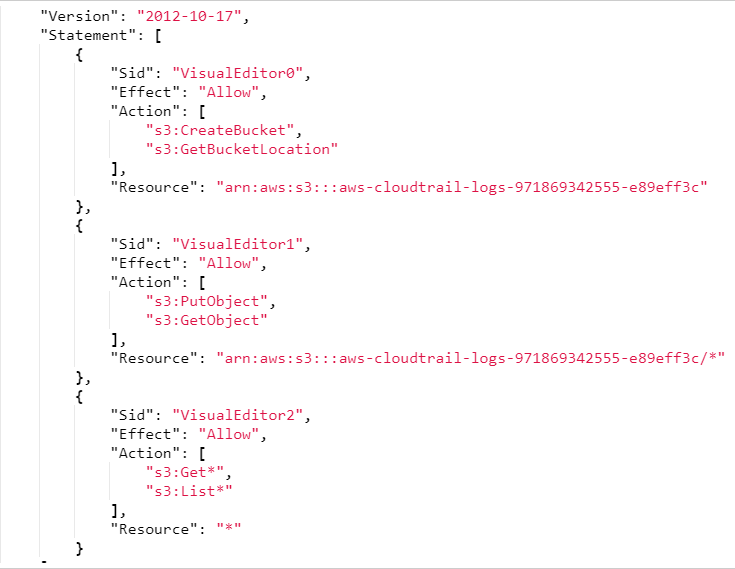 "Version": "2012-10-17",
"Statement": [
{
"Sid": "VisualEditor0",
"Effect": "Allow",
"Action": [
"s3:CreateBucket",
"s3:GetBucketLocation"
],
"Resource": "arn:aws:s3:::aws-cloudtrail-logs-971869342555-e89eff3c"
},
{
"Sid": "VisualEditor1",
"Effect": "Allow",
"Action": [
"s3:PutObject",
"s3:GetObject"
],
"Resource": "arn:aws:s3:::aws-cloudtrail-logs-971869342555-e89eff3c/*"
},
{
"Sid": "VisualEditor2",
"Effect": "Allow",
"Action": [
"s3:Get*",
"s3:List*"
],
"Resource": "*"
}